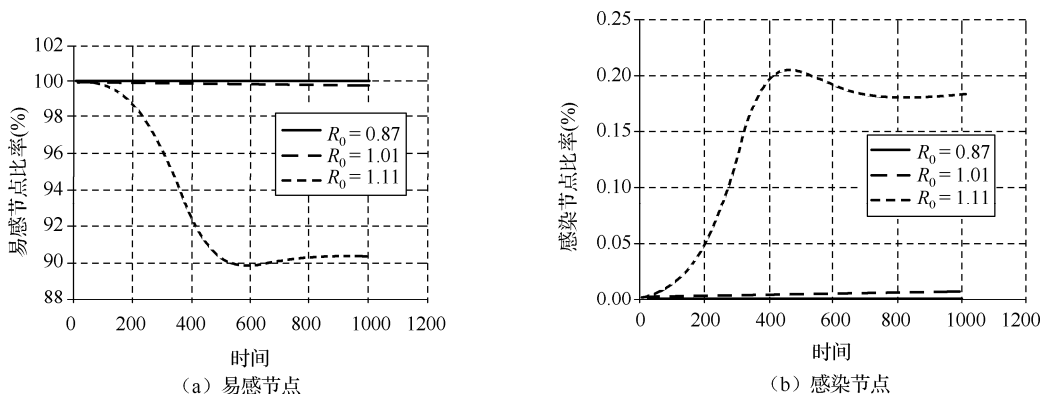 102
100
98
96
94
92
90
88
易感节点比率(%)
R₀ = 0.87
R₀ = 1.01
R₀ = 1.11
0 200 400 600 800 1000 1200
时间
（a）易感节点
0.25
0.20
0.15
0.10
0.05
0.00
感染节点比率(%)
R₀ = 0.87
R₀ = 1.01
R₀ = 1.11
0 200 400 600 800 1000 1200
时间
（b）感染节点